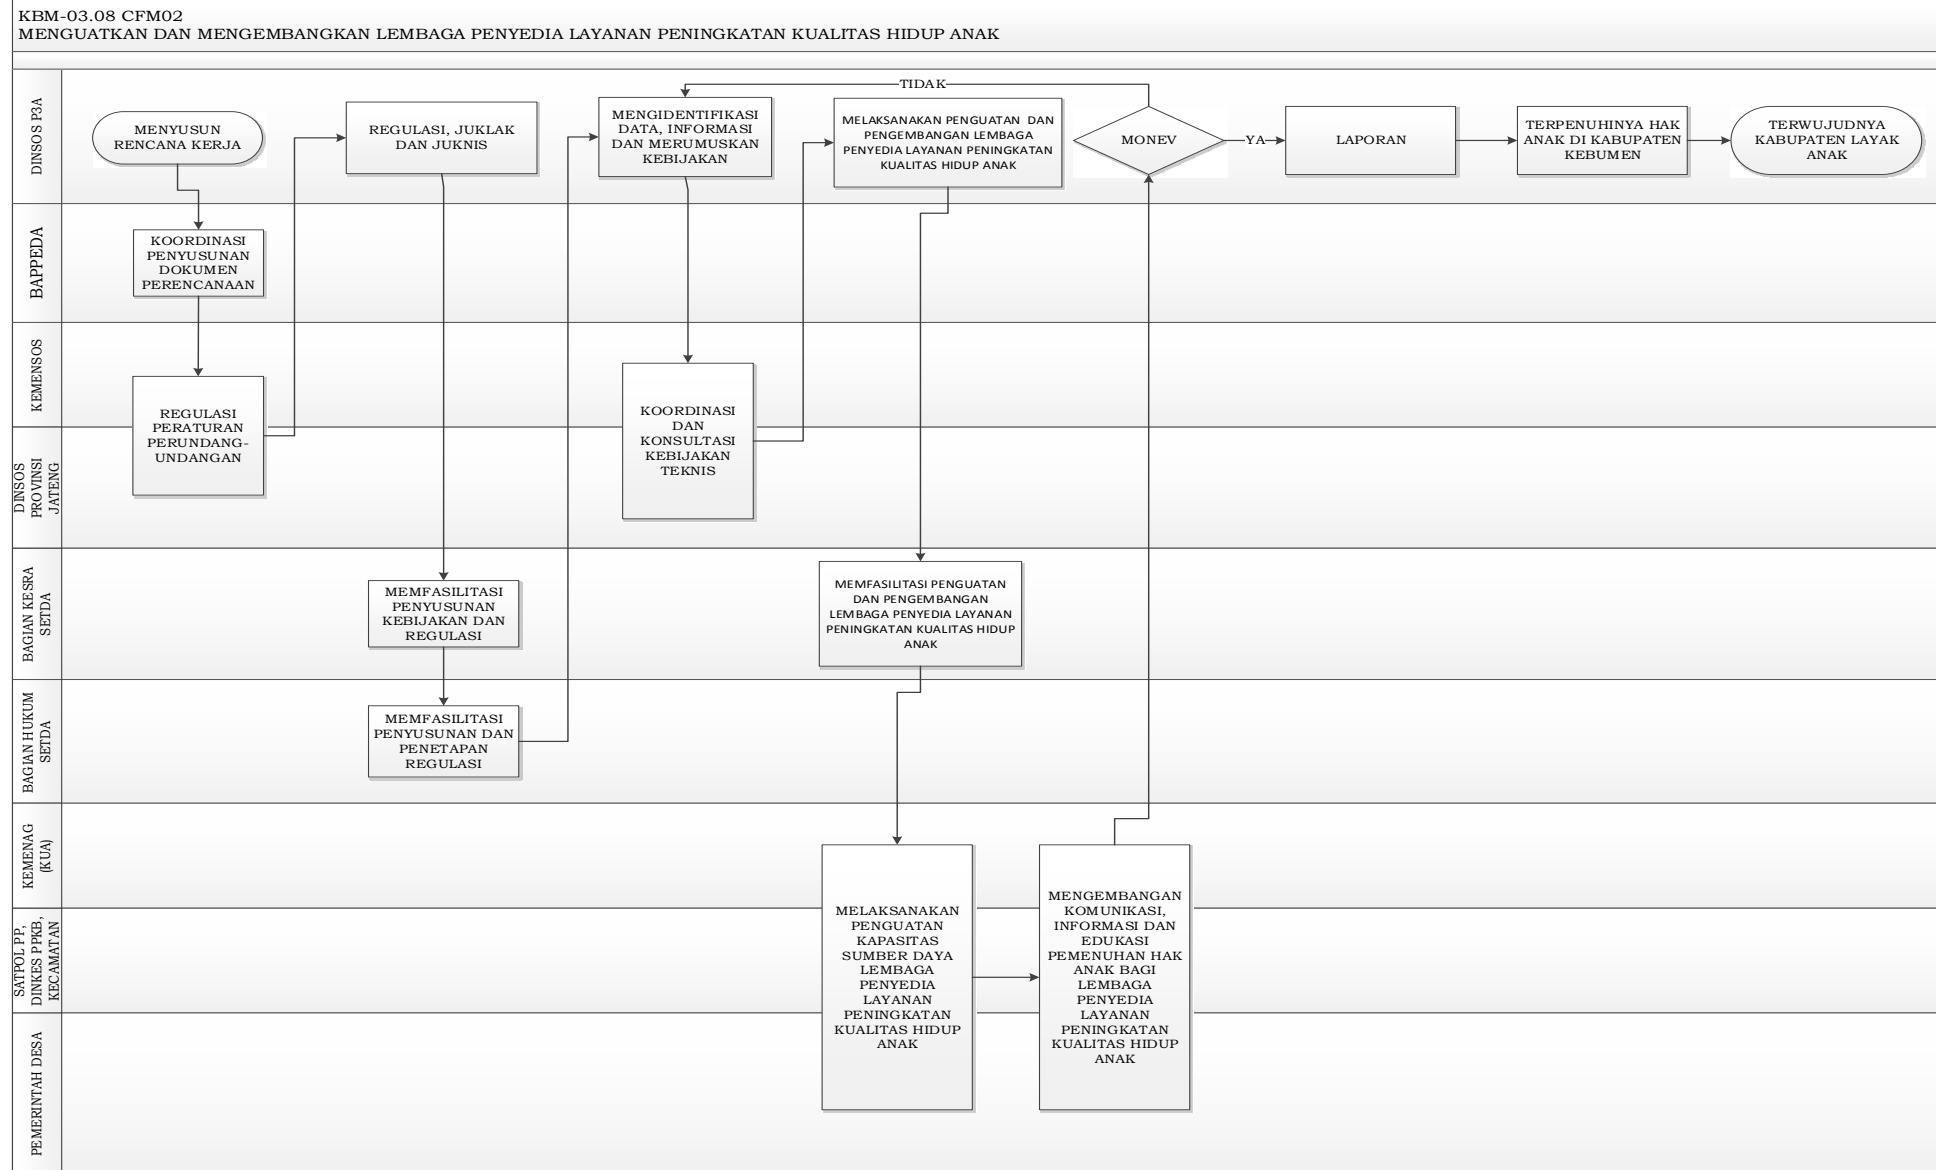 KBM-03.08 CFM02
MENGUATKAN DAN MENGEMBANGKAN LEMBAGA PENYEDIA LAYANAN PENINGKATAN KUALITAS HIDUP ANAK
DINSOS P3A
MENYUSUN
RENCANA KERJA
REGULASI, JUKLAK
DAN JUKNIS
MENGIDENTIFIKASI
DATA, INFORMASI
DAN MERUMUSKAN
KEBIJAKAN
MELAKSANAKAN PENGUATAN DAN
PENGEMBANGAN LEMBAGA
PENYEDIA LAYANAN PENINGKATAN
KUALITAS HIDUP ANAK
TIDAK
MONEV
YA
LAPORAN
TERPENUHINYA HAK
ANAK DI KABUPATEN
KEBUMEN
TERWUJUDNYA
KABUPATEN LAYAK
ANAK
BAPPEDA
KOORDINASI
PENYUSUNAN
DOKUMEN
PERENCANAAN
KEMENSOS
REGULASI
PERATURAN
PERUNDANG-
UNDANGAN
KOORDINASI
DAN
KONSULTASI
KEBIJAKAN
TEKNIS
DINSOS
PROVINSI
JATENG
BAGIAN KESRA
SETDA
MEMFASILITASI
PENYUSUNAN
KEBIJAKAN DAN
REGULASI
MEMFASILITASI PENGUATAN
DAN PENGEMBANGAN
LEMBAGA PENYEDIA LAYANAN
PENINGKATAN KUALITAS HIDUP
ANAK
BAGIAN HUKUM
SETDA
MEMFASILITASI
PENYUSUNAN DAN
PENETAPAN
REGULASI
KEMENAG
(KUA)
MELAKSANAKAN
PENGUATAN
KAPASITAS
SUMBER DAYA
LEMBAGA
PENYEDIA
LAYANAN
PENINGKATAN
KUALITAS HIDUP
ANAK
MENGEMBANGAN
KOMUNIKASI,
INFORMASI DAN
EDUKASI
PEMENUHAN HAK
ANAK BAGI
LEMBAGA
PENYEDIA
LAYANAN
PENINGKATAN
KUALITAS HIDUP
ANAK
SATPOL PP,
DINKES PPKB,
KECAMATAN
PEMERINTAH DESA